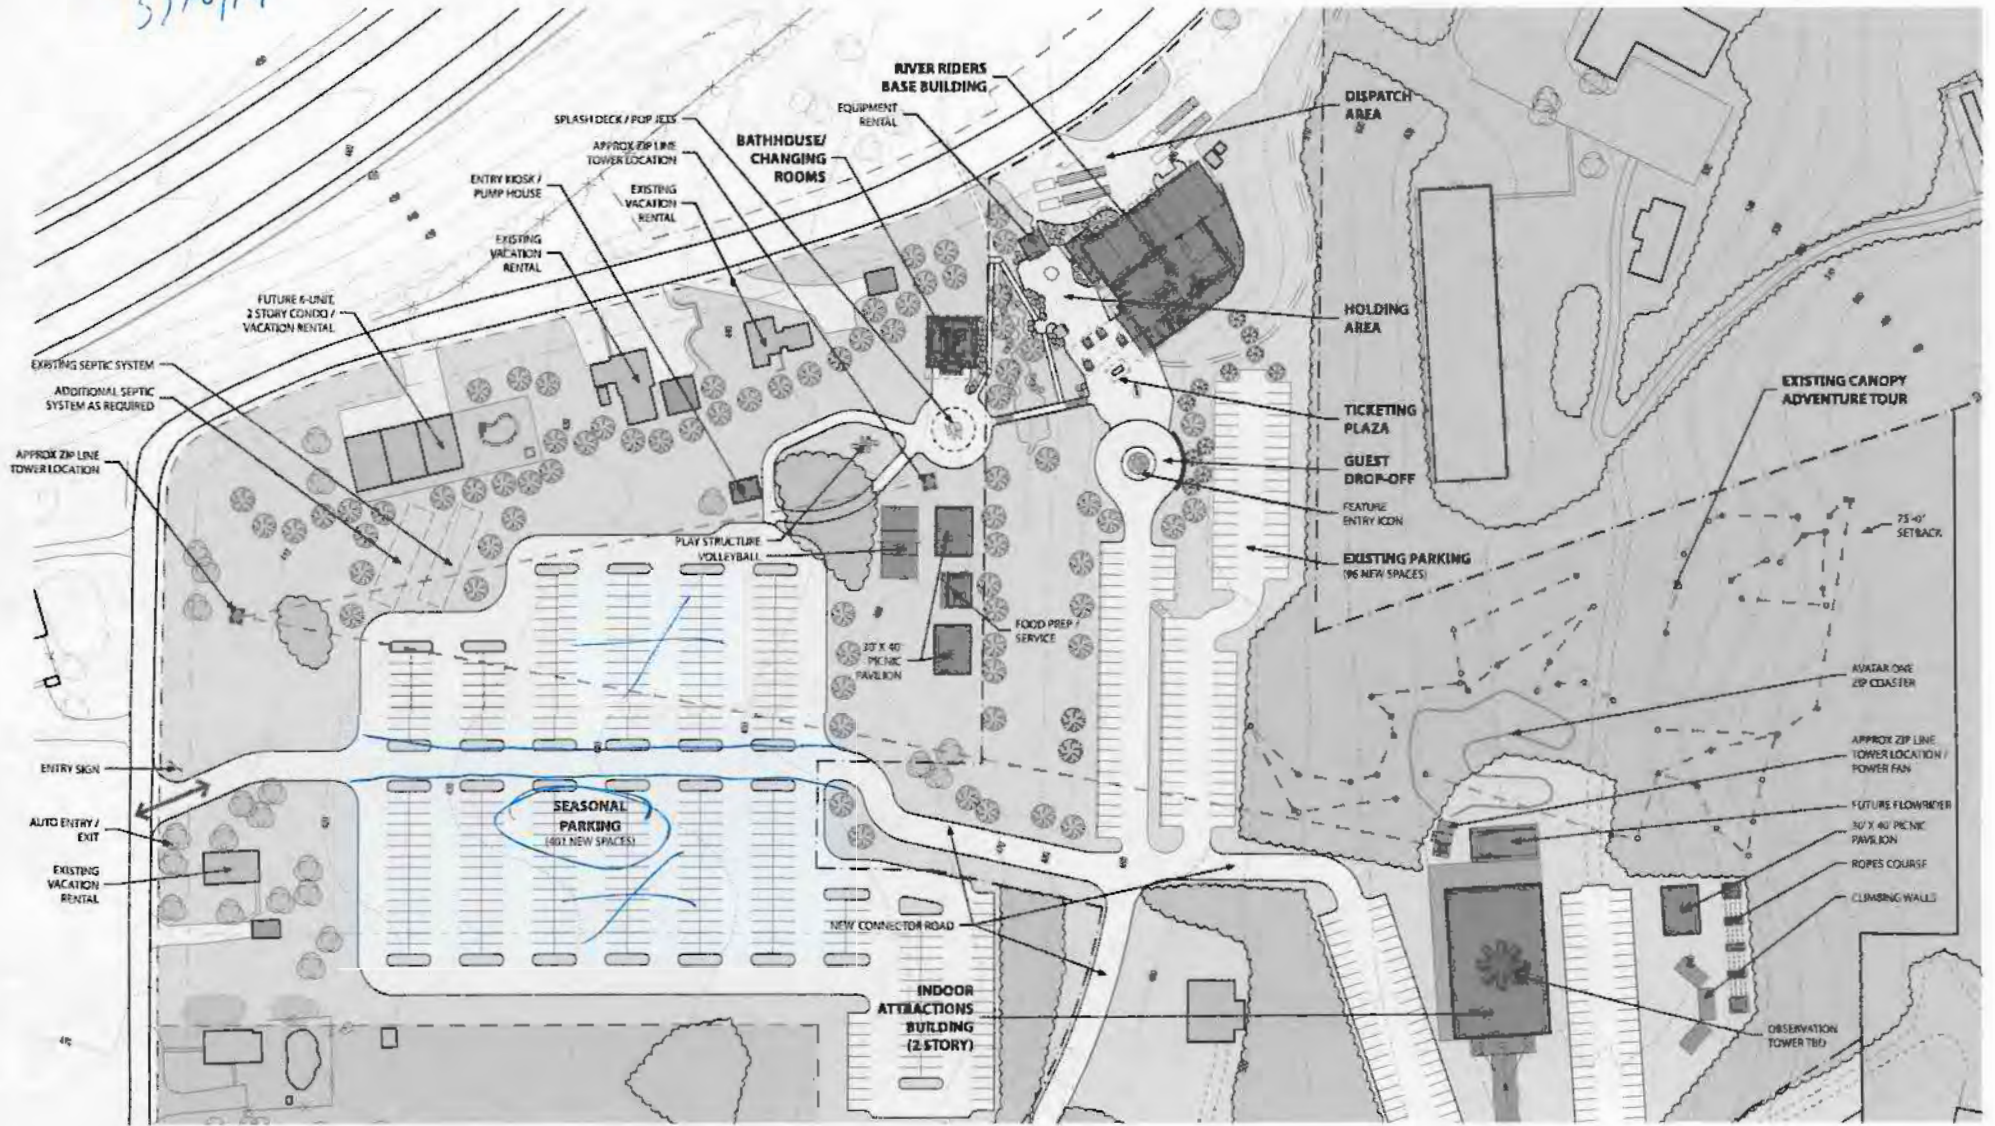 RIVER RIDERS
BASE BUILDING
EQUIPMENT
RENTAL
DISPATCH
AREA
SPLASH DECK / POP JETS
BATHHOUSE/
CHANGING
ROOMS
APPROX ZIP LINE
TOWER LOCATION
ENTRY KIOSK /
PUMP HOUSE
EXISTING
VACATION
RENTAL
EXISTING
VACATION
RENTAL
FUTURE 6-UNIT,
2 STORY CONDO /
VACATION RENTAL
EXISTING SEPTIC SYSTEM
ADDITIONAL SEPTIC
SYSTEM AS REQUIRED
APPROX ZIP LINE
TOWER LOCATION
HOLDING
AREA
EXISTING CANOPY
ADVENTURE TOUR
TICKETING
PLAZA
GUEST
DROP-OFF
FEATURE
ENTRY ICON
75'-0"
SETBACK
PLAY STRUCTURE
VOLLEYBALL
EXISTING PARKING
(96 NEW SPACES)
FOOD PREP /
SERVICE
30' X 40'
PICNIC
PAVILION
AVATAR ONE
ZIP COASTER
APPROX ZIP LINE
TOWER LOCATION /
POWER FAN
ENTRY SIGN
FUTURE FLOWRIDER
SEASONAL
PARKING
(401 NEW SPACES)
AUTO ENTRY /
EXIT
30' X 40' PICNIC
PAVILION
ROPES COURSE
EXISTING
VACATION
RENTAL
CLIMBING WALLS
NEW CONNECTOR ROAD
INDOOR
ATTRACTIONS
BUILDING
(2 STORY)
OBSERVATION
TOWER TBD